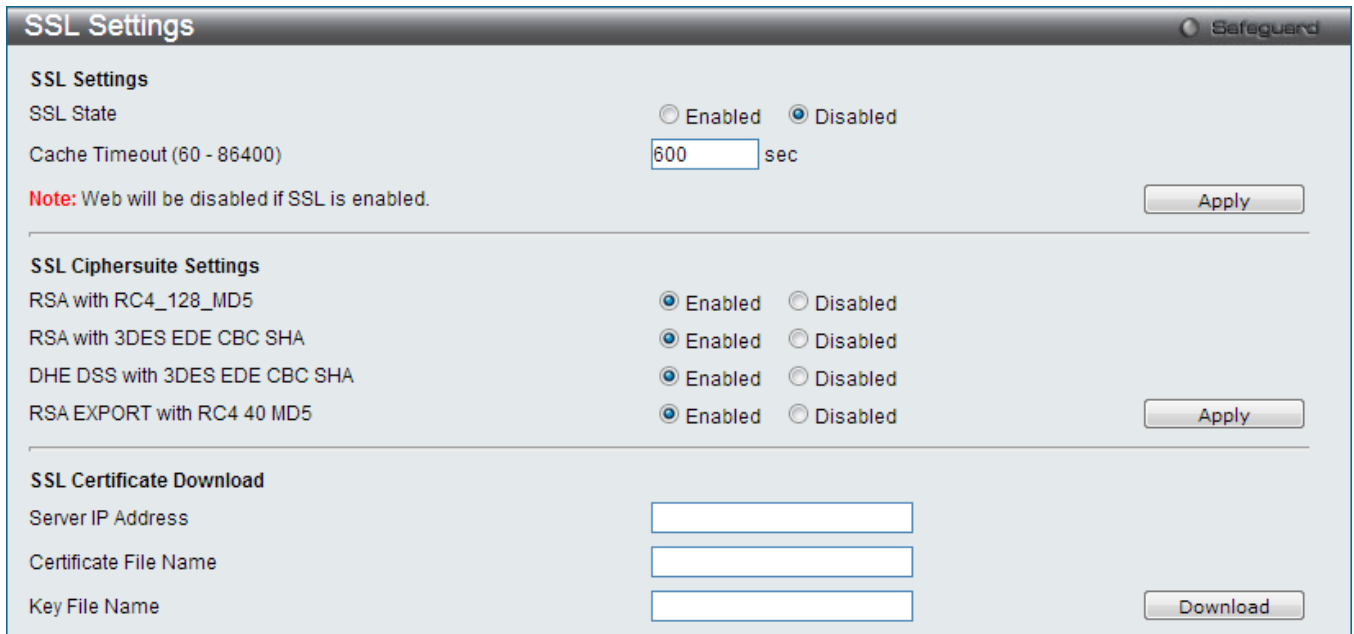 SSL Settings
Safeguard
SSL Settings
SSL State Enabled Disabled
Cache Timeout (60 - 86400) 600 sec
Note: Web will be disabled if SSL is enabled. Apply
SSL Ciphersuite Settings
RSA with RC4_128_MD5 Enabled Disabled
RSA with 3DES EDE CBC SHA Enabled Disabled
DHE DSS with 3DES EDE CBC SHA Enabled Disabled
RSA EXPORT with RC4 40 MD5 Enabled Disabled Apply
SSL Certificate Download
Server IP Address
Certificate File Name
Key File Name Download